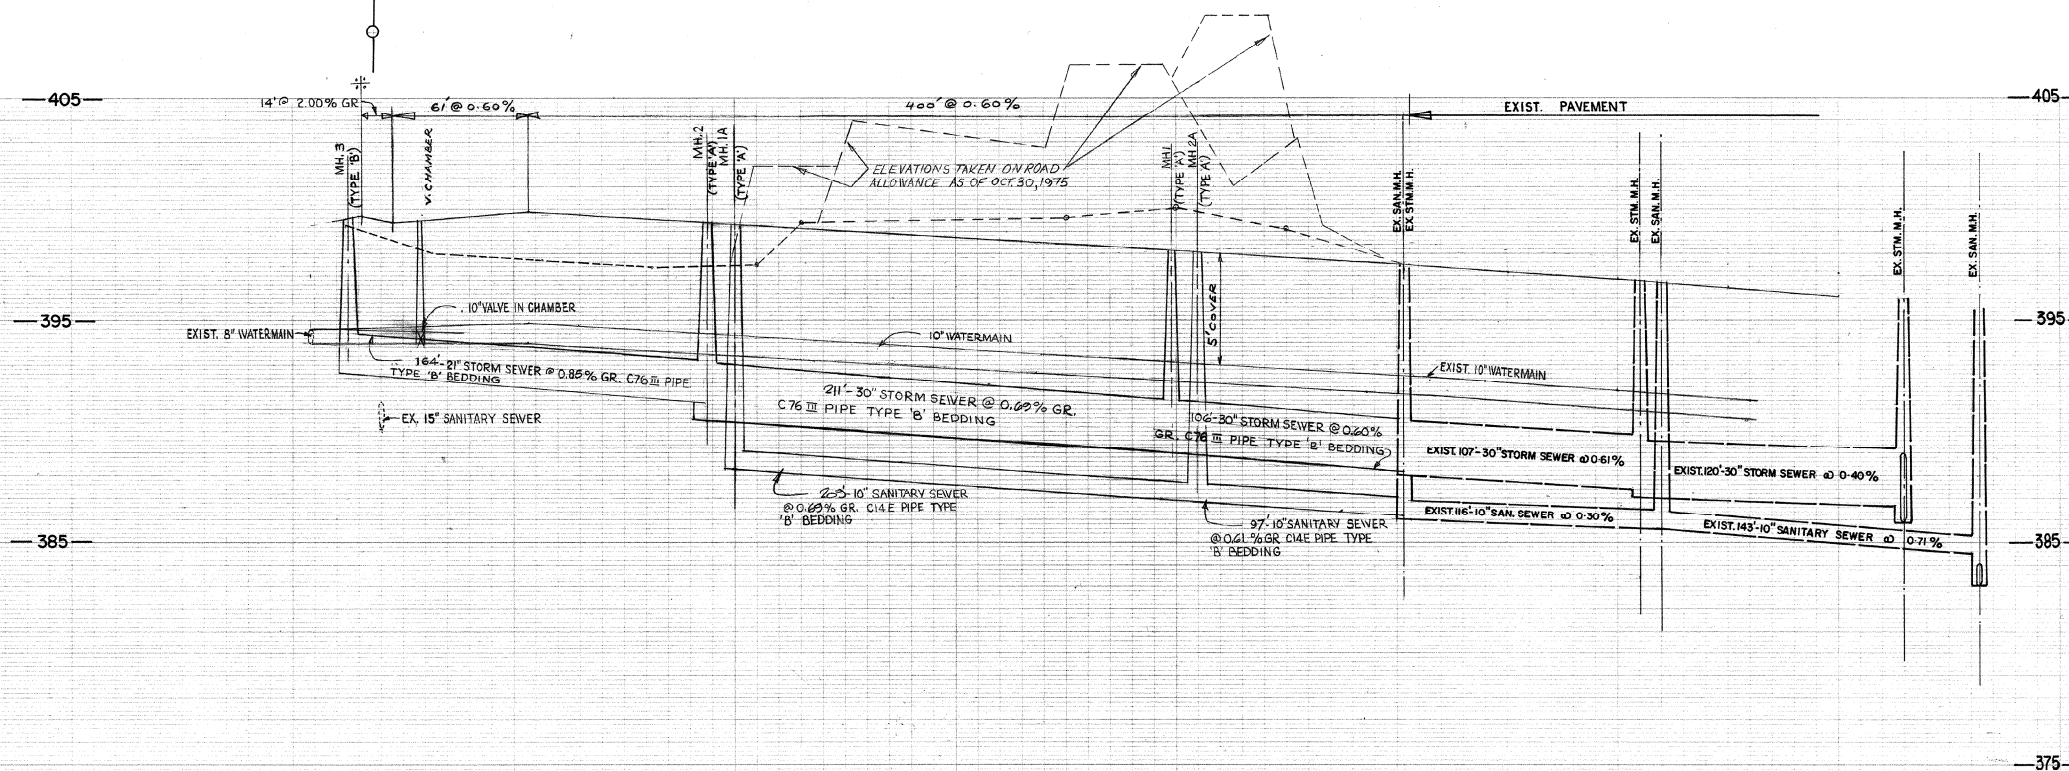 405
14'@ 2.00% GR
61'@ 0.60%
400' @ 0.60%
EXIST. PAVEMENT
405
MH. 3
(TYPE 'B')
V. CHAMBER
MH. 2
(TYPE 'A')
MH. 1A
(TYPE 'A')
ELEVATIONS TAKEN ON ROAD
ALLOWANCE AS OF OCT. 30, 1975
MH 1
(TYPE 'A')
MH 2A
(TYPE 'A')
EX. SAN. M.H.
EX. STM. M.H.
EX. STM. M.H.
EX. SAN. M.H.
EX. STM. M.H.
EX. SAN. M.H.
395
EXIST. 8" WATERMAIN
10" VALVE IN CHAMBER
10" WATERMAIN
5' COVER
EXIST. 10" WATERMAIN
395
164'-21" STORM SEWER @ 0.85% GR. C76 III PIPE
TYPE 'B' BEDDING
EX. 15" SANITARY SEWER
211'-30" STORM SEWER @ 0.69% GR.
C76 III PIPE TYPE 'B' BEDDING
106'-30" STORM SEWER @ 0.60%
GR. C76 III PIPE TYPE 'B' BEDDING
EXIST. 107'-30" STORM SEWER @ 0.61%
EXIST. 120'-30" STORM SEWER @ 0.40%
203'-10" SANITARY SEWER
@ 0.69% GR. C14E PIPE TYPE
'B' BEDDING
97'-10" SANITARY SEWER
@ 0.61% GR C14E PIPE TYPE
'B' BEDDING
EXIST. 116'-10" SAN. SEWER @ 0.30%
EXIST. 143'-10" SANITARY SEWER @ 0.71%
385
385
375